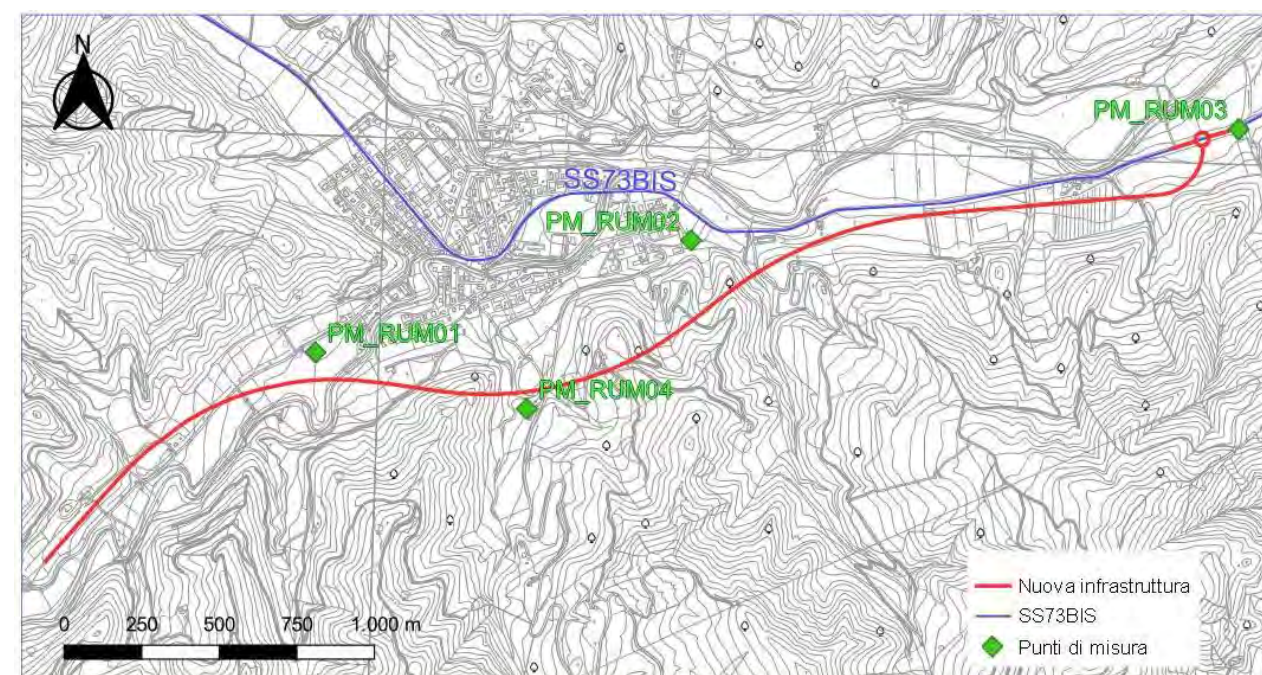 N
PM_RUM03
SS73BIS
PM_RUM02
PM_RUM01
PM_RUM04
0 250 500 750 1.000 m
Nuova infrastruttura
SS73BIS
Punti di misura